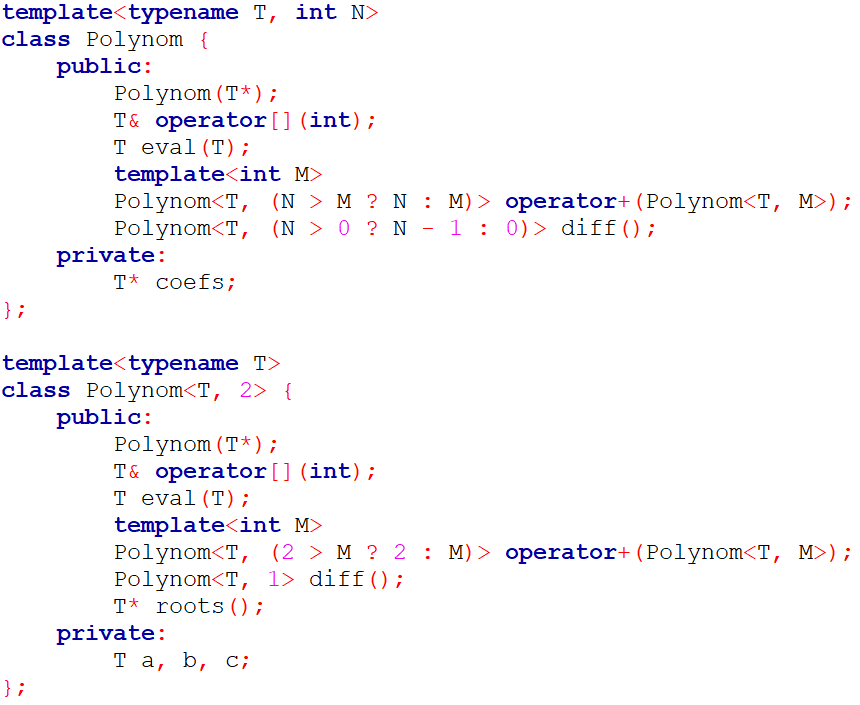 template<typename T, int N>
class Polynom {
    public:
        Polynom(T*);
        T& operator[](int);
        T eval(T);
        template<int M>
        Polynom<T, (N > M ? N : M)> operator+(Polynom<T, M>);
        Polynom<T, (N > 0 ? N - 1 : 0)> diff();
    private:
        T* coefs;
};

template<typename T>
class Polynom<T, 2> {
    public:
        Polynom(T*);
        T& operator[](int);
        T eval(T);
        template<int M>
        Polynom<T, (2 > M ? 2 : M)> operator+(Polynom<T, M>);
        Polynom<T, 1> diff();
        T* roots();
    private:
        T a, b, c;
};